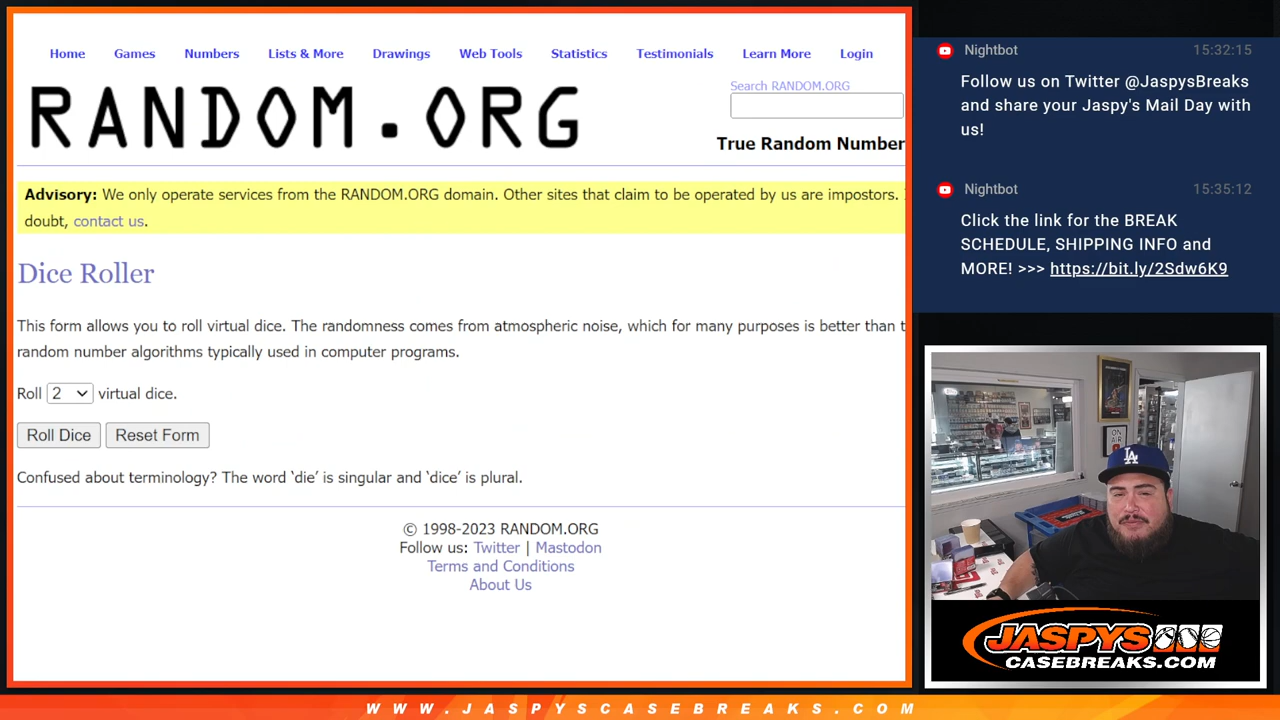 Home Games Numbers Lists & More Drawings Web Tools Statistics Testimonials Learn More Login
RANDOM.ORG
Search RANDOM.ORG
True Random Number
Advisory: We only operate services from the RANDOM.ORG domain. Other sites that claim to be operated by us are impostors.
doubt, contact us.
Dice Roller
This form allows you to roll virtual dice. The randomness comes from atmospheric noise, which for many purposes is better than t
random number algorithms typically used in computer programs.
Roll 2 virtual dice.
Roll Dice Reset Form
Confused about terminology? The word ‘die’ is singular and ‘dice’ is plural.
© 1998-2023 RANDOM.ORG
Follow us: Twitter | Mastodon
Terms and Conditions
About Us
Nightbot 15:32:15
Follow us on Twitter @JaspysBreaks
and share your Jaspy's Mail Day with
us!
Nightbot 15:35:12
Click the link for the BREAK
SCHEDULE, SHIPPING INFO and
MORE! >>> https://bit.ly/2Sdw6K9
ON
AIR
LA
JASPYS
CASEBREAKS.COM
WWW.JASPYSCASEBREAKS.COM